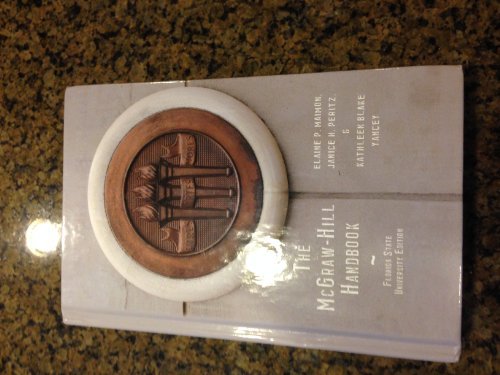 THE
MCGRAW-HILL
HANDBOOK
~
FLORIDA STATE
UNIVERSITY EDITION
ELAINE P. MAIMON,
JANICE H. PERITZ,
&
KATHLEEN BLAKE
YANCEY